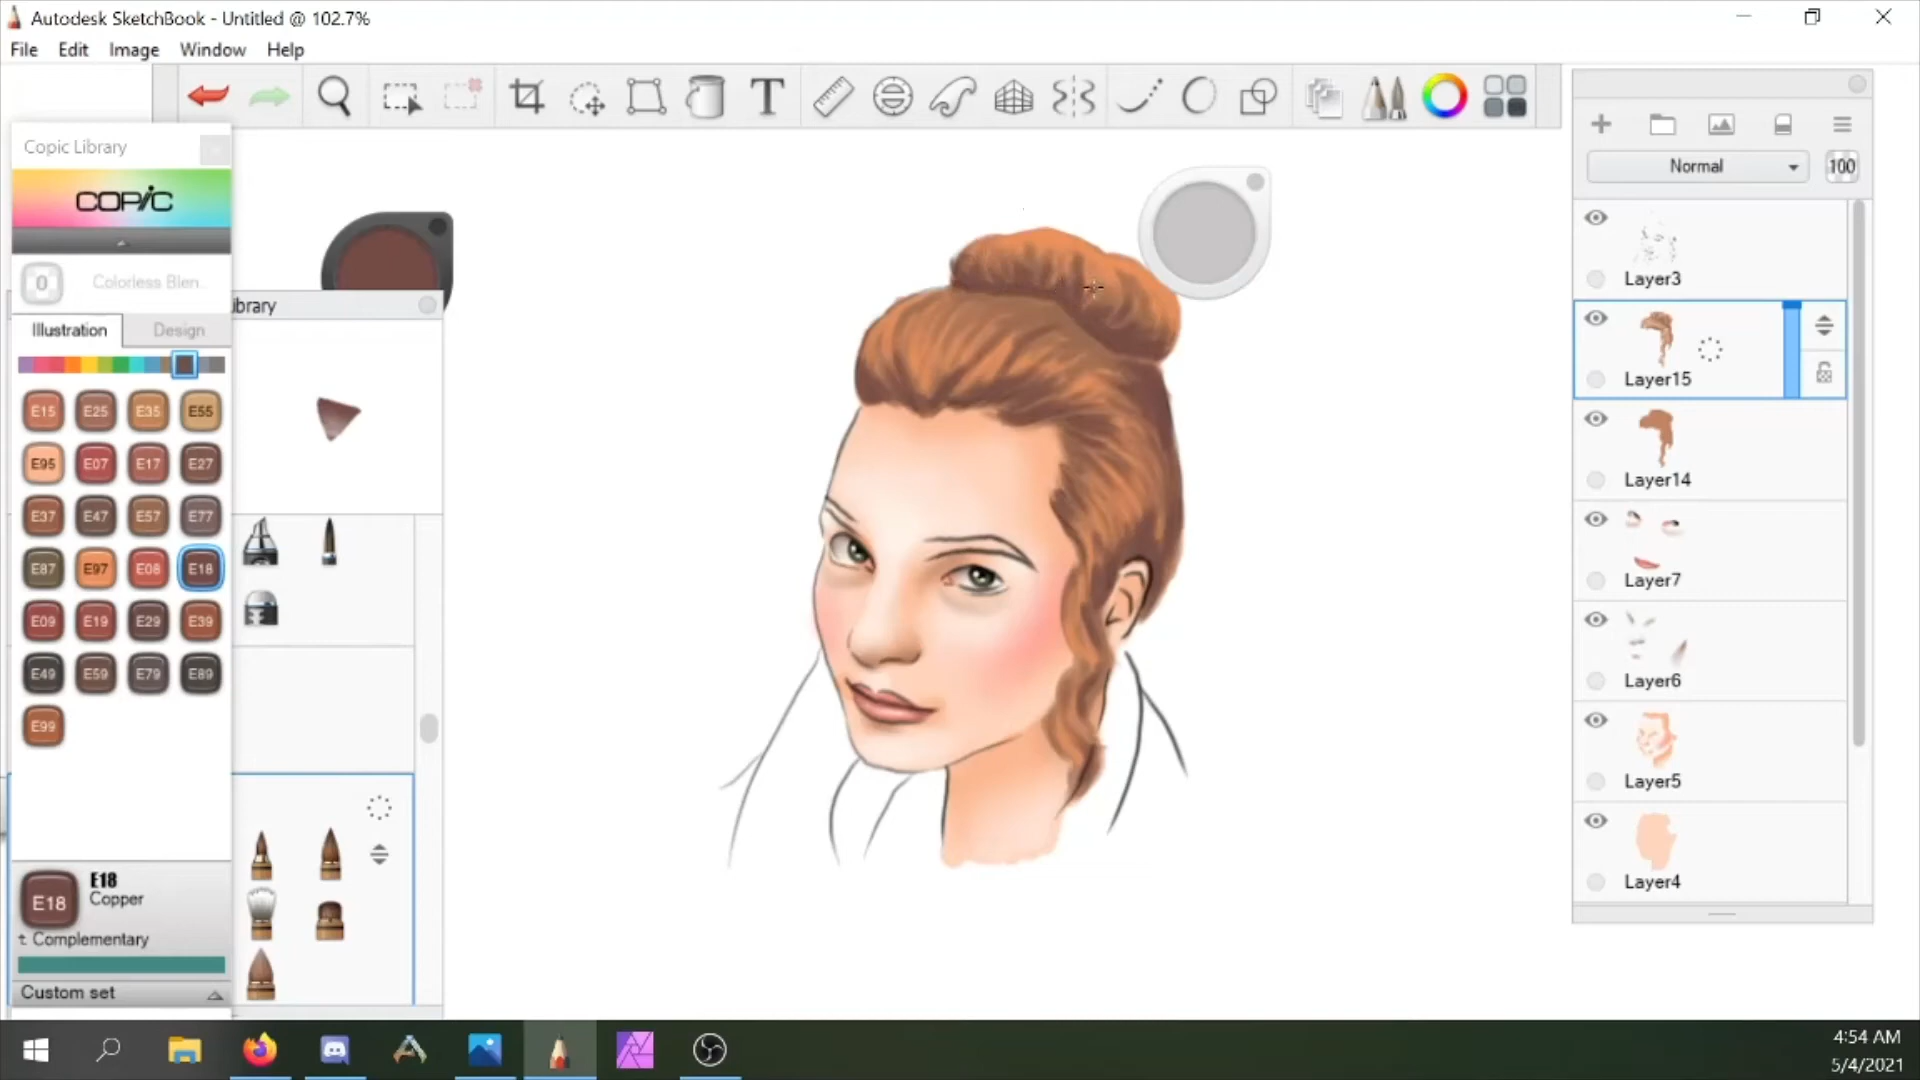 Autodesk SketchBook - Untitled @ 102.7%
File Edit Image Window Help
T
Copic Library
COPIC
0 Colorless Blen..
Illustration Design
ibrary
E15 E25 E35 E55
E95 E07 E17 E27
E37 E47 E57 E77
E87 E97 E08 E18
E09 E19 E29 E39
E49 E59 E79 E89
E99
E18 E18
Copper
t: Complementary
Custom set
Normal 100
Layer3
Layer15
Layer14
Layer7
Layer6
Layer5
Layer4
4:54 AM
5/4/2021